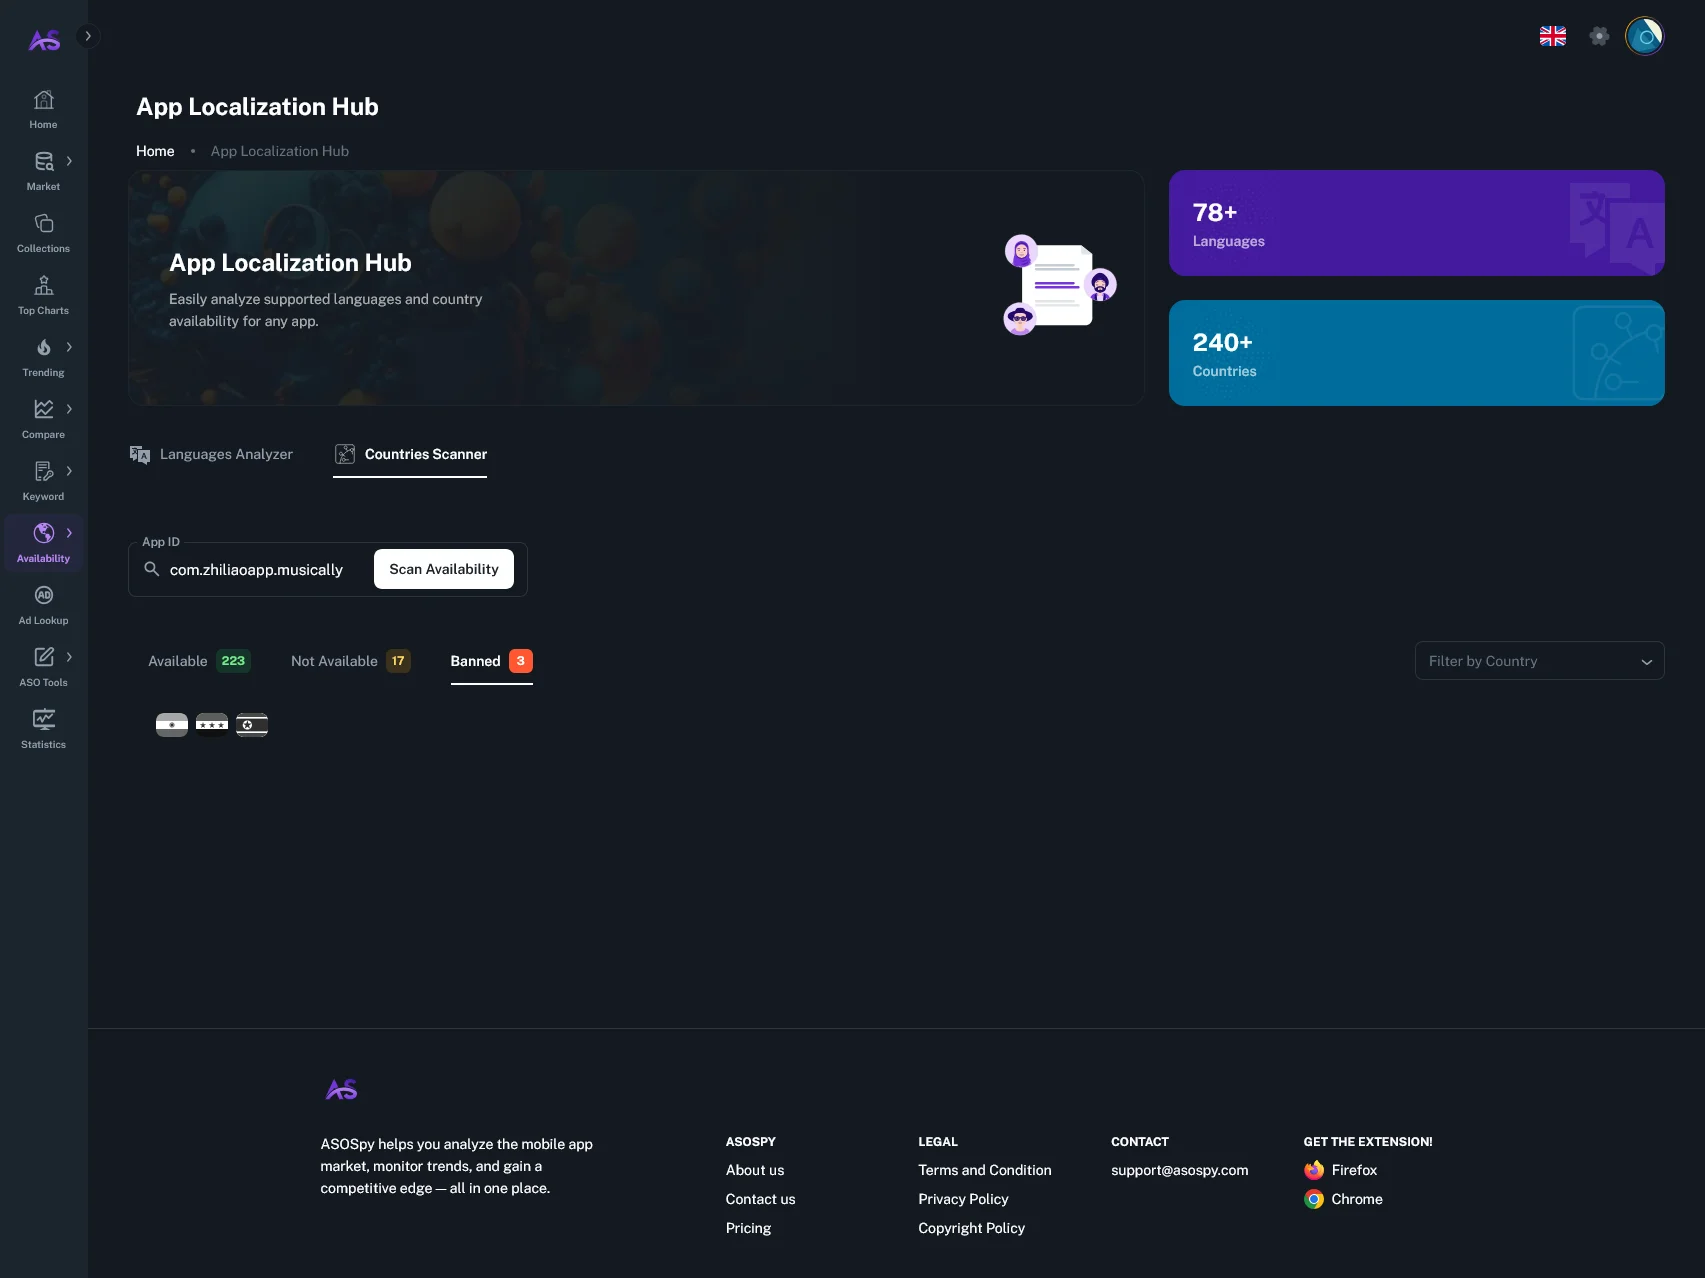 AS
Home
Market
Collections
Top Charts
Trending
Compare
Keyword
Availability
AD
Ad Lookup
ASO Tools
Statistics
App Localization Hub
Home • App Localization Hub
App Localization Hub
Easily analyze supported languages and country
availability for any app.
78+
Languages
文
A
240+
Countries
Languages Analyzer
Countries Scanner
App ID
com.zhiliaoapp.musically
Scan Availability
Available 223
Not Available 17
Banned 3
Filter by Country
AS
ASOSpy helps you analyze the mobile app
market, monitor trends, and gain a
competitive edge — all in one place.
ASOSPY
About us
Contact us
Pricing
LEGAL
Terms and Condition
Privacy Policy
Copyright Policy
CONTACT
support@asospy.com
GET THE EXTENSION!
Firefox
Chrome